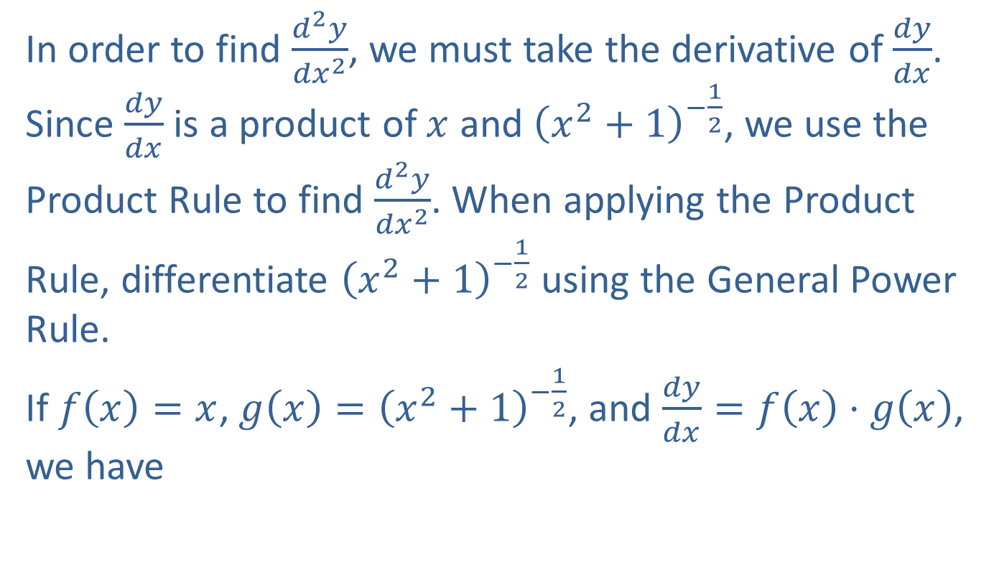 In order to find $\frac{d^2y}{dx^2}$, we must take the derivative of $\frac{dy}{dx}$.
Since $\frac{dy}{dx}$ is a product of $x$ and $(x^2 + 1)^{-\frac{1}{2}}$, we use the
Product Rule to find $\frac{d^2y}{dx^2}$. When applying the Product
Rule, differentiate $(x^2 + 1)^{-\frac{1}{2}}$ using the General Power
Rule.
If $f(x) = x, g(x) = (x^2 + 1)^{-\frac{1}{2}}$, and $\frac{dy}{dx} = f(x) \cdot g(x)$,
we have